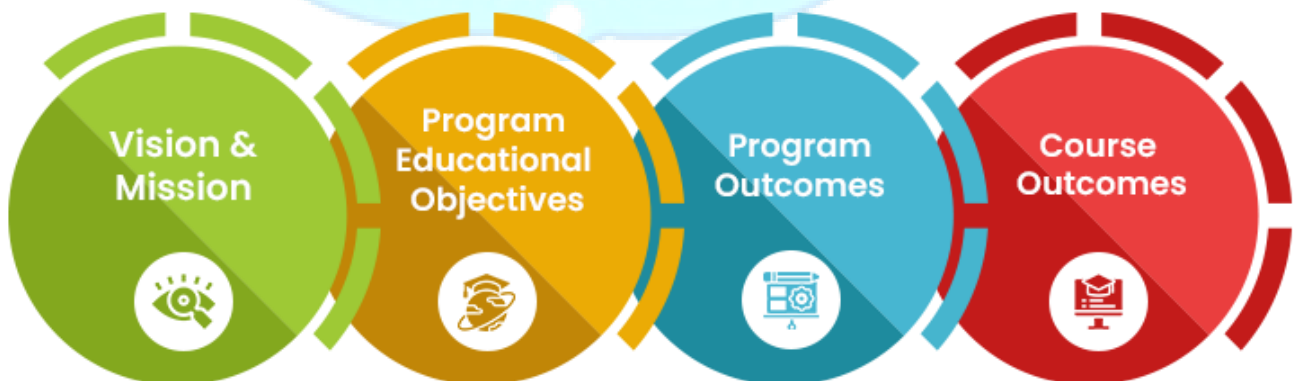 Vision &
Mission
Program
Educational
Objectives
Program
Outcomes
Course
Outcomes